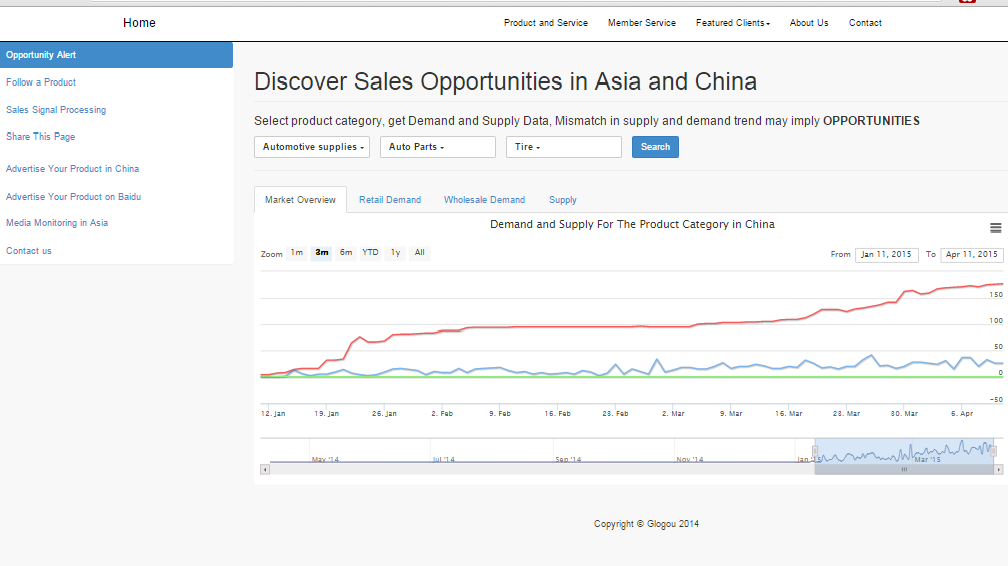 Home
Product and Service
Member Service
Featured Clients
About Us
Contact
Opportunity Alert
Follow a Product
Sales Signal Processing
Share This Page
Advertise Your Product in China
Advertise Your Product on Baidu
Media Monitoring in Asia
Contact us
Discover Sales Opportunities in Asia and China
Select product category, get Demand and Supply Data, Mismatch in supply and demand trend may imply OPPORTUNITIES
Automotive supplies
Auto Parts
Tire
Search
Market Overview
Retail Demand
Wholesale Demand
Supply
Demand and Supply For The Product Category in China
Zoom 1m 3m 6m YTD 1y All
From Jan 11, 2015 To Apr 11, 2015
150
100
50
0
-50
12. Jan 19. Jan 26. Jan 2. Feb 9. Feb 16. Feb 23. Feb 2. Mar 9. Mar 16. Mar 23. Mar 30. Mar 6. Apr
May '14 Jul '14 Sep '14 Nov '14 Jan '15 Mar '15
Copyright © Glogou 2014